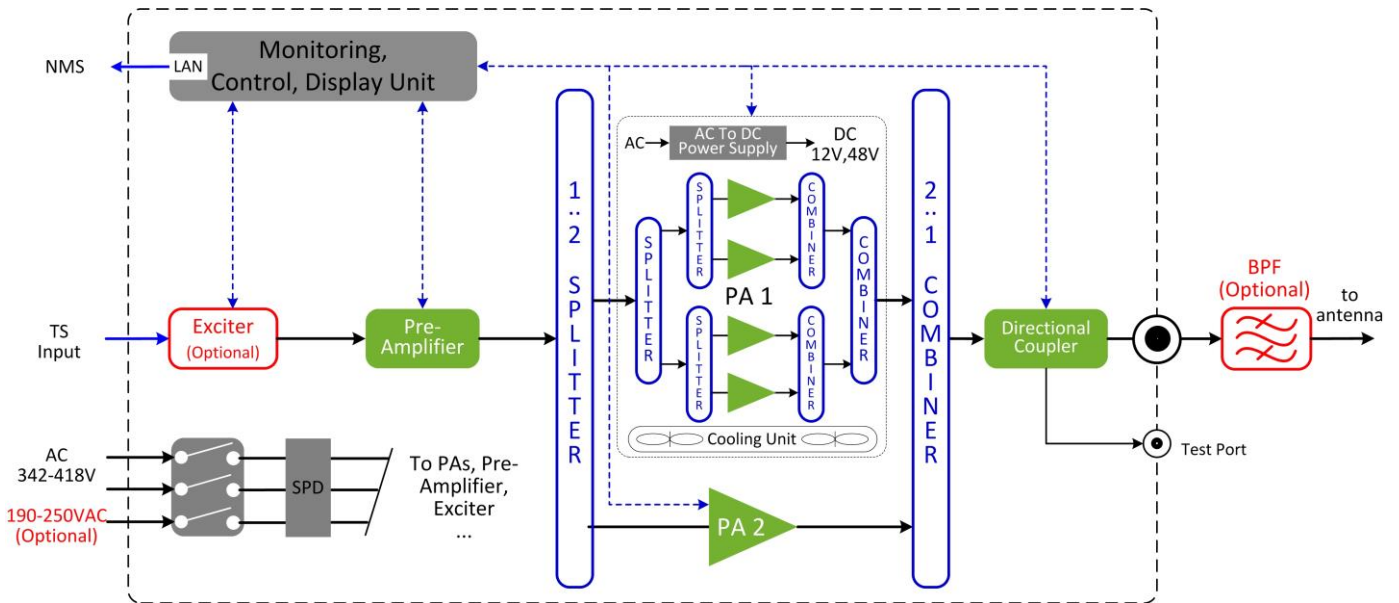 Monitoring,
Control, Display Unit
LAN
NMS
AC To DC
Power Supply
AC
DC
12V,48V
1:2 SPLITTER
SPLITTER
SPLITTER
SPLITTER
COMBINER
COMBINER
COMBINER
PA 1
2:1 COMBINER
TS
Input
Exciter
(Optional)
Pre-
Amplifier
Directional
Coupler
BPF
(Optional)
to
antenna
Cooling Unit
Test Port
AC
342-418V
190-250VAC
(Optional)
SPD
To PAs, Pre-
Amplifier,
Exciter
...
PA 2